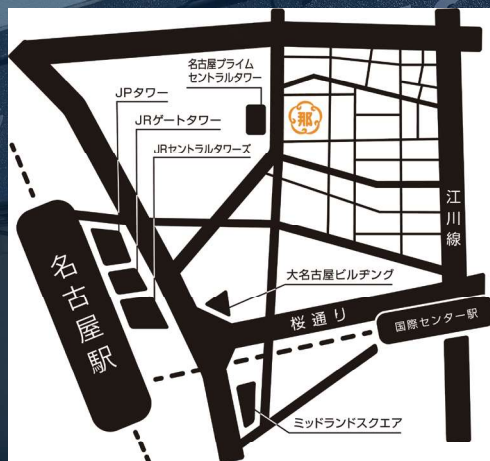 名古屋プライム
セントラルタワー
JPタワー
JRゲートタワー
JRセントラルタワーズ
那
江川線
名古屋駅
大名古屋ビルヂング
桜通り
国際センター駅
ミッドランドスクエア